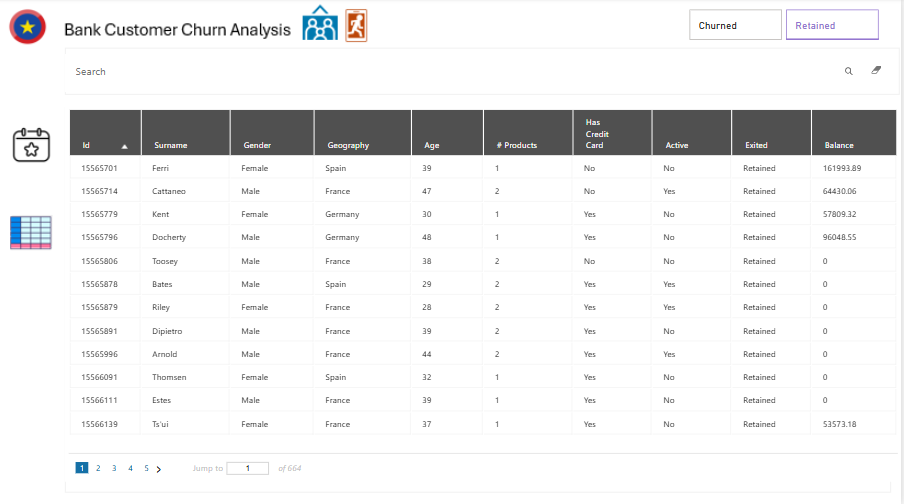 Bank Customer Churn Analysis
Churned Retained
Search
Id Surname Gender Geography Age # Products Has Credit Card Active Exited Balance
15565701 Ferri Female Spain 39 1 No No Retained 161993.89
15565714 Cattaneo Male France 47 2 No Yes Retained 64430.06
15565779 Kent Female Germany 30 1 Yes No Retained 57809.32
15565796 Docherty Male Germany 48 1 Yes No Retained 96048.55
15565806 Toosey Male France 38 2 No No Retained 0
15565878 Bates Male Spain 29 2 Yes Yes Retained 0
15565879 Riley Female France 28 2 Yes Yes Retained 0
15565891 Dipietro Male France 39 2 Yes No Retained 0
15565996 Arnold Male France 44 2 Yes Yes Retained 0
15566091 Thomsen Female Spain 32 1 Yes No Retained 0
15566111 Estes Male France 39 1 Yes No Retained 0
15566139 Ts'ui Female France 37 1 Yes No Retained 53573.18
1 2 3 4 5 Jump to 1 of 664